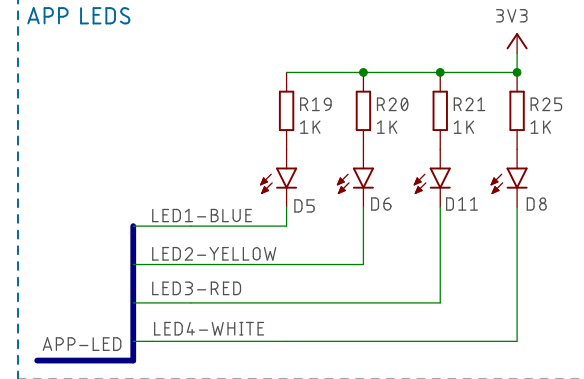 APP LEDS
3V3
R19 R20 R21 R25
1K 1K 1K 1K
D5 D6 D11 D8
LED1-BLUE
LED2-YELLOW
LED3-RED
LED4-WHITE
APP-LED